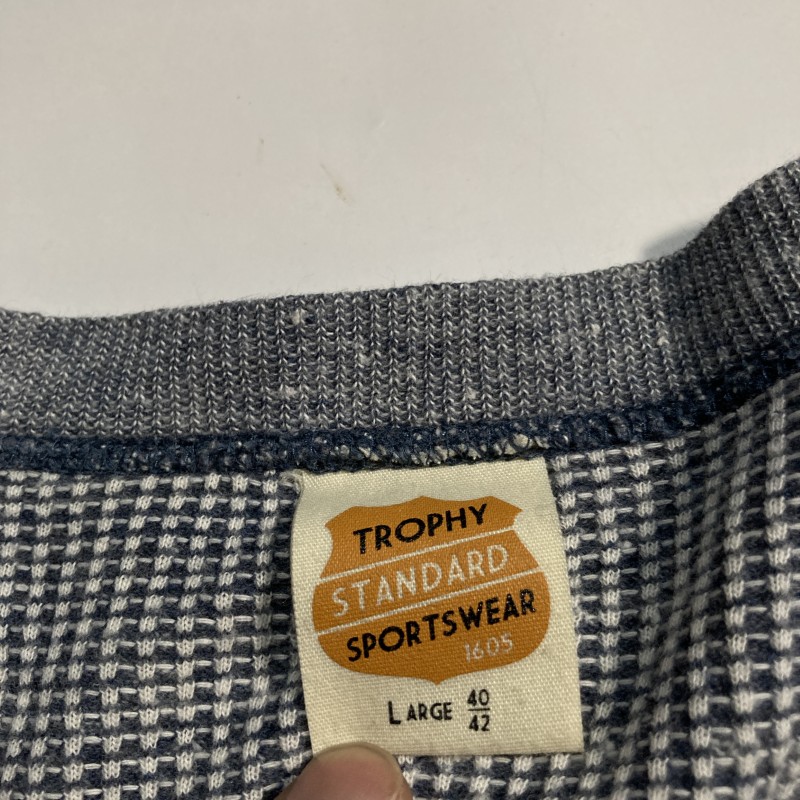 TROPHY
STANDARD
SPORTSWEAR
1605
LARGE 40/42